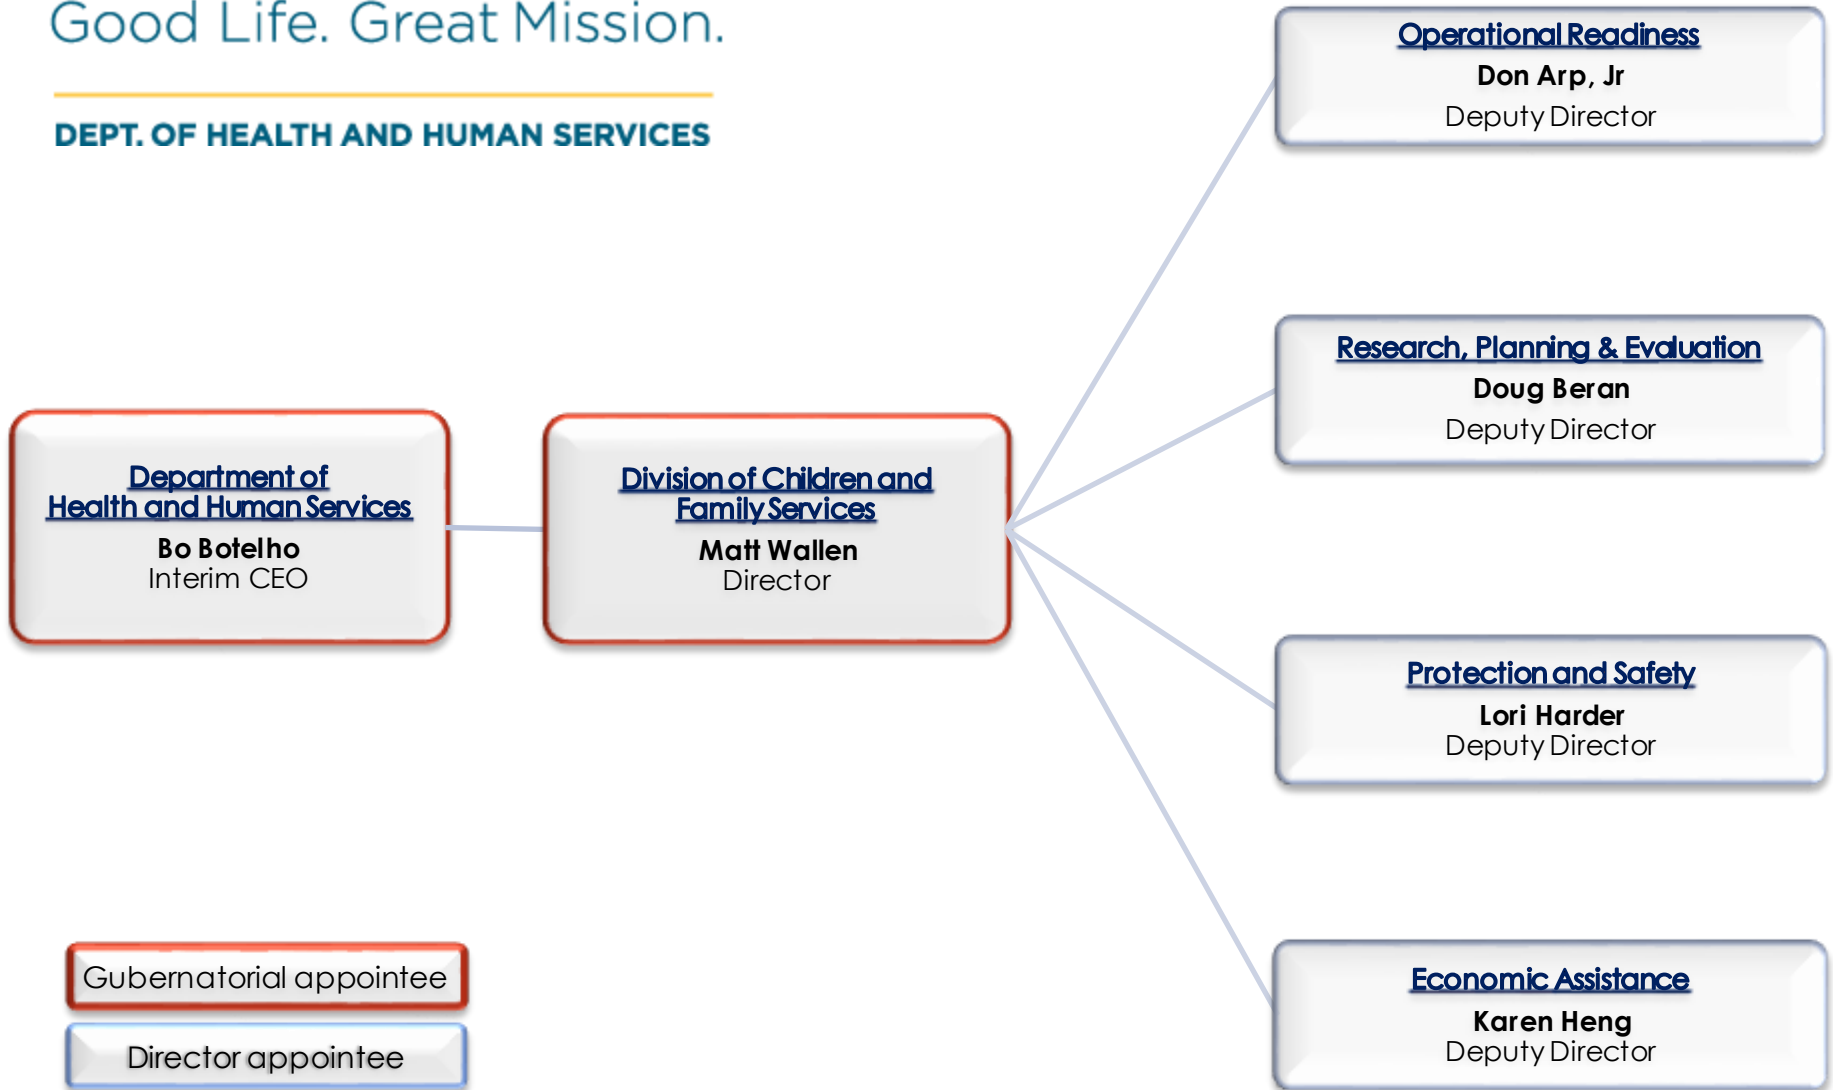 Good Life. Great Mission.
DEPT. OF HEALTH AND HUMAN SERVICES
Department of
Health and Human Services
Bo Botelho
Interim CEO
Division of Children and
Family Services
Matt Wallen
Director
Operational Readiness
Don Arp, Jr
Deputy Director
Research, Planning & Evaluation
Doug Beran
Deputy Director
Protection and Safety
Lori Harder
Deputy Director
Economic Assistance
Karen Heng
Deputy Director
Gubernatorial appointee
Director appointee